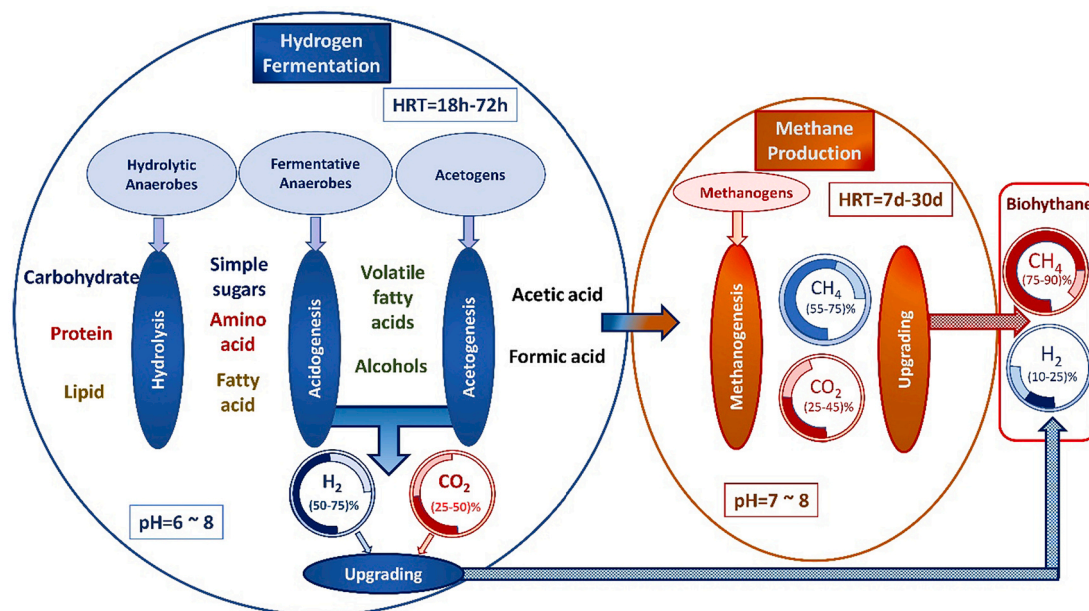 Hydrogen
Fermentation
HRT=18h-72h
Hydrolytic
Anaerobes
Fermentative
Anaerobes
Acetogens
Carbohydrate
Protein
Lipid
Hydrolysis
Simple
sugars
Amino
acid
Fatty
acid
Acidogenesis
Volatile
fatty
acids
Alcohols
Acetogenesis
Acetic acid
Formic acid
H2
(50-75)%
CO2
(25-50)%
pH=6 ~ 8
Upgrading
Methane
Production
Methanogens
HRT=7d-30d
Methanogenesis
CH4
(55-75)%
CO2
(25-45)%
Upgrading
pH=7 ~ 8
Biohythane
CH4
(75-90)%
H2
(10-25)%